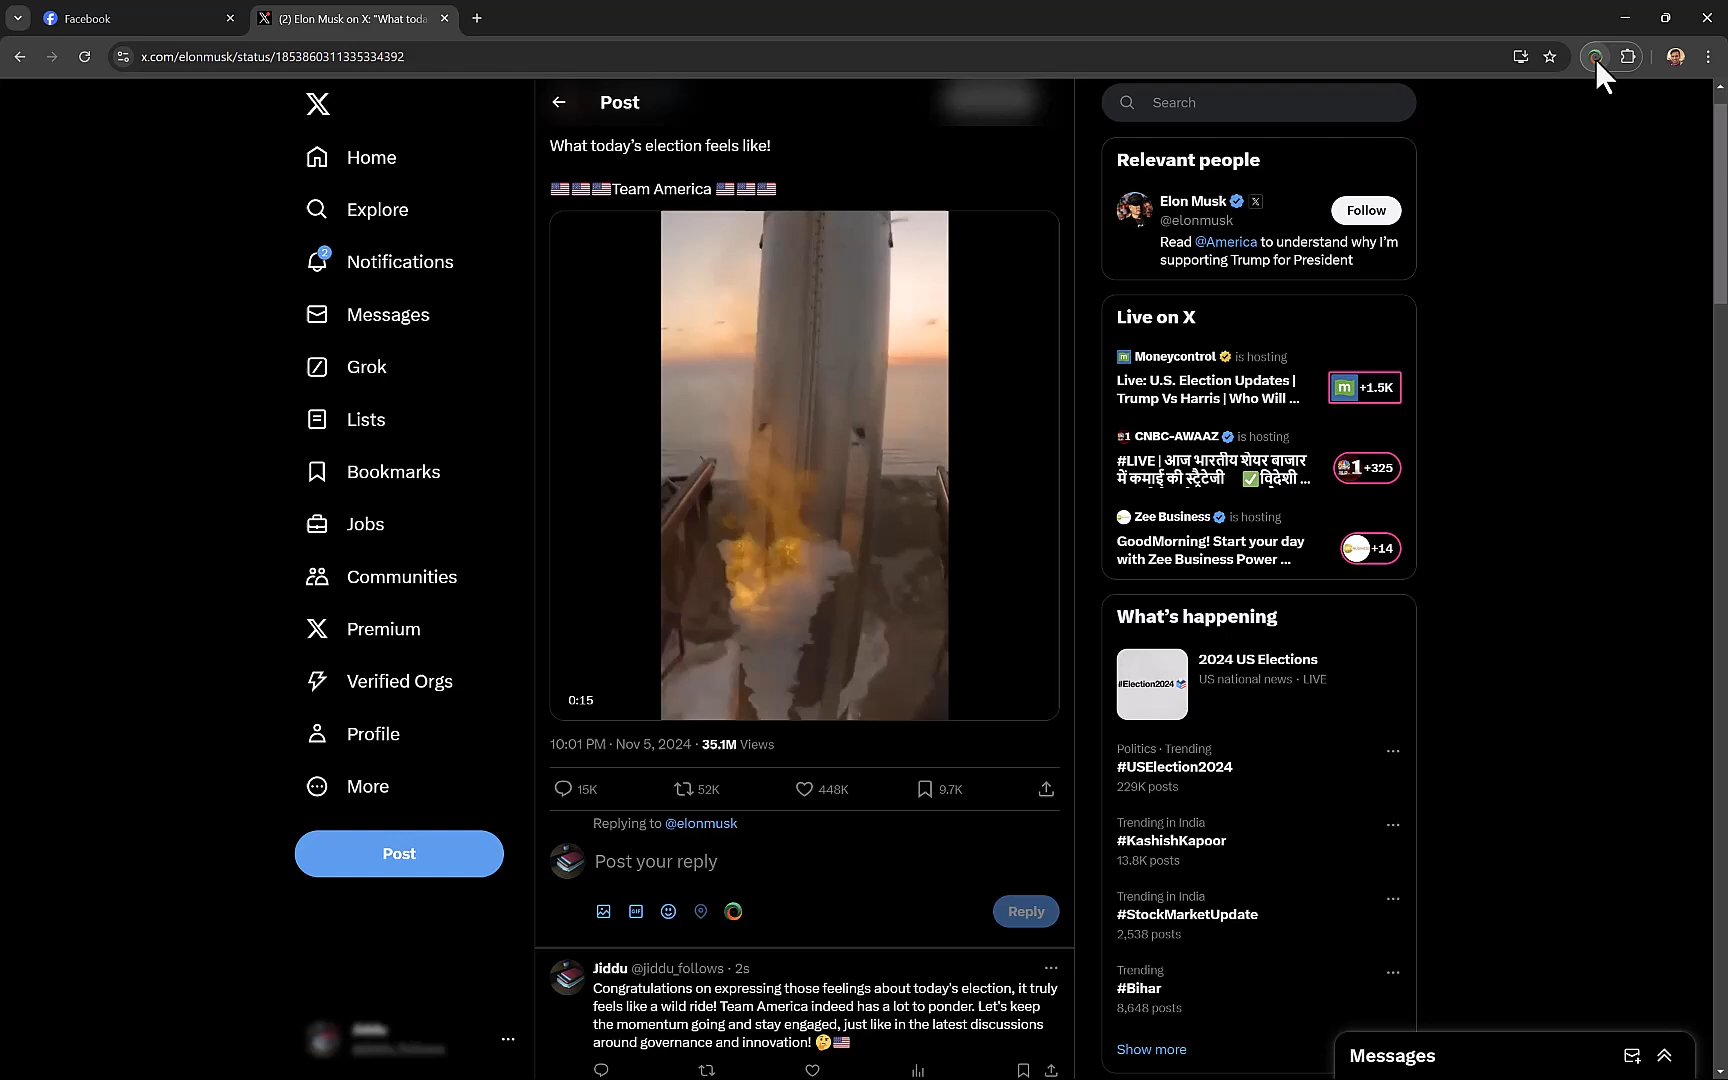 Facebook
(2) Elon Musk on X: "What toda
x.com/elonmusk/status/1853860311335334392
Home
Explore
2
Notifications
Messages
Grok
Lists
Bookmarks
Jobs
Communities
Premium
Verified Orgs
Profile
More
Post
Jiddu
Post
What today's election feels like!
🇺🇸🇺🇸🇺🇸Team America 🇺🇸🇺🇸🇺🇸
0:15
10:01 PM · Nov 5, 2024 · 35.1M Views
15K 52K 448K 9.7K
Replying to @elonmusk
Post your reply
GIF
Reply
Jiddu @jiddu_follows · 2s
Congratulations on expressing those feelings about today's election, it truly
feels like a wild ride! Team America indeed has a lot to ponder. Let's keep
the momentum going and stay engaged, just like in the latest discussions
around governance and innovation! 🤔🇺🇸
Search
Relevant people
Elon Musk
@elonmusk
Follow
Read @America to understand why I'm
supporting Trump for President
Live on X
Moneycontrol is hosting
Live: U.S. Election Updates |
Trump Vs Harris | Who Will ...
m +1.5K
CNBC-AWAAZ is hosting
#LIVE | आज भारतीय शेयर बाजार
में कमाई की स्ट्रैटेजी ✅विदेशी ...
1 +325
Zee Business is hosting
GoodMorning! Start your day
with Zee Business Power ...
+14
What's happening
#Election2024
2024 US Elections
US national news · LIVE
Politics · Trending
#USElection2024
229K posts
Trending in India
#KashishKapoor
13.8K posts
Trending in India
#StockMarketUpdate
2,538 posts
Trending
#Bihar
8,648 posts
Show more
Messages